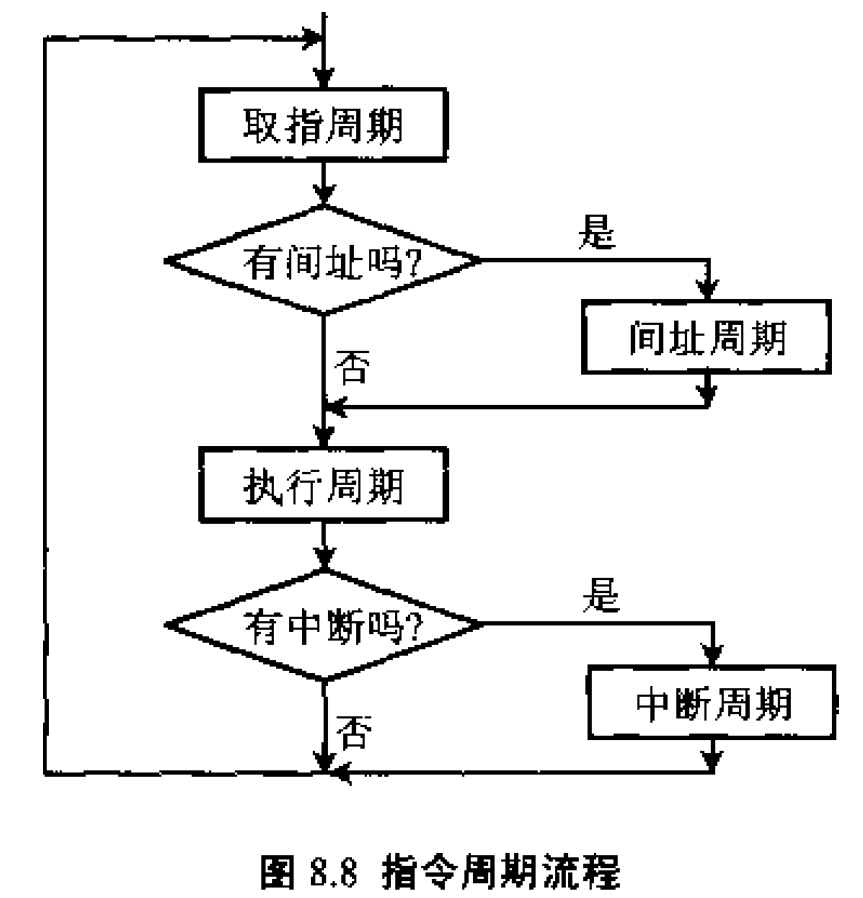 取指周期
有间址吗?
是
间址周期
否
执行周期
有中断吗?
是
中断周期
否
图 8.8 指令周期流程